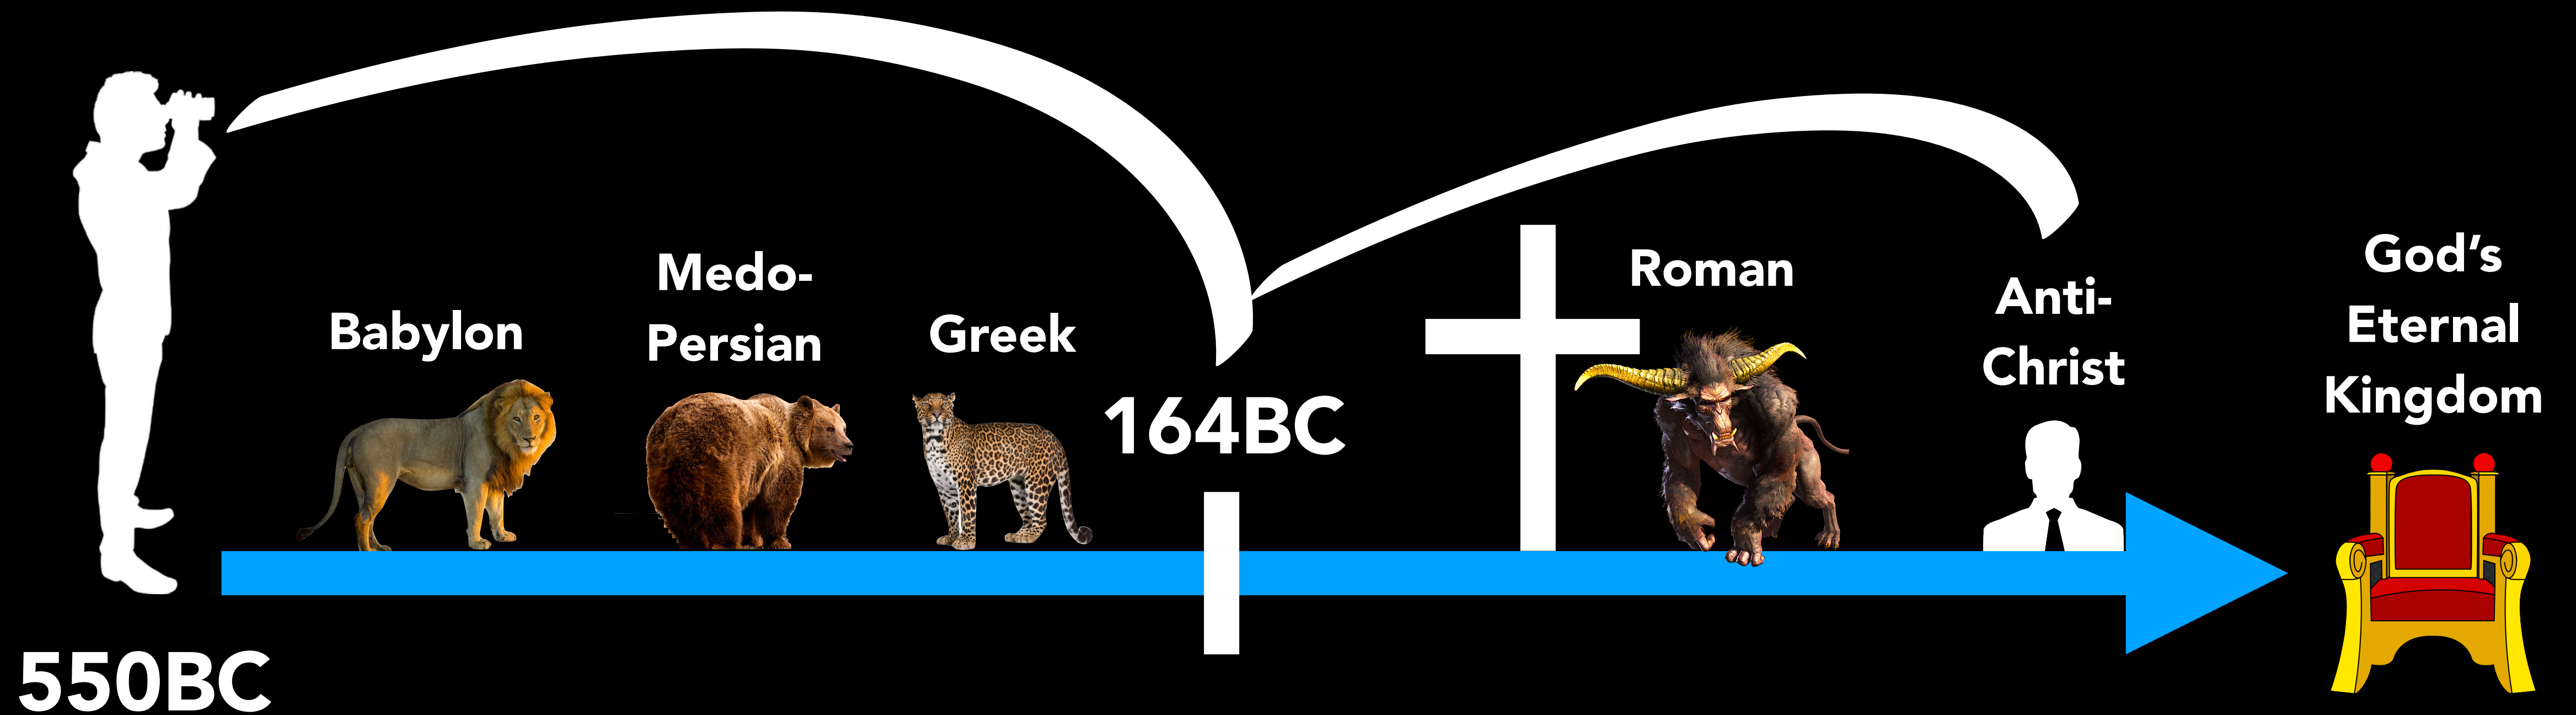 550BC
Babylon
Medo-
Persian
Greek
164BC
Roman
Anti-
Christ
God’s
Eternal
Kingdom